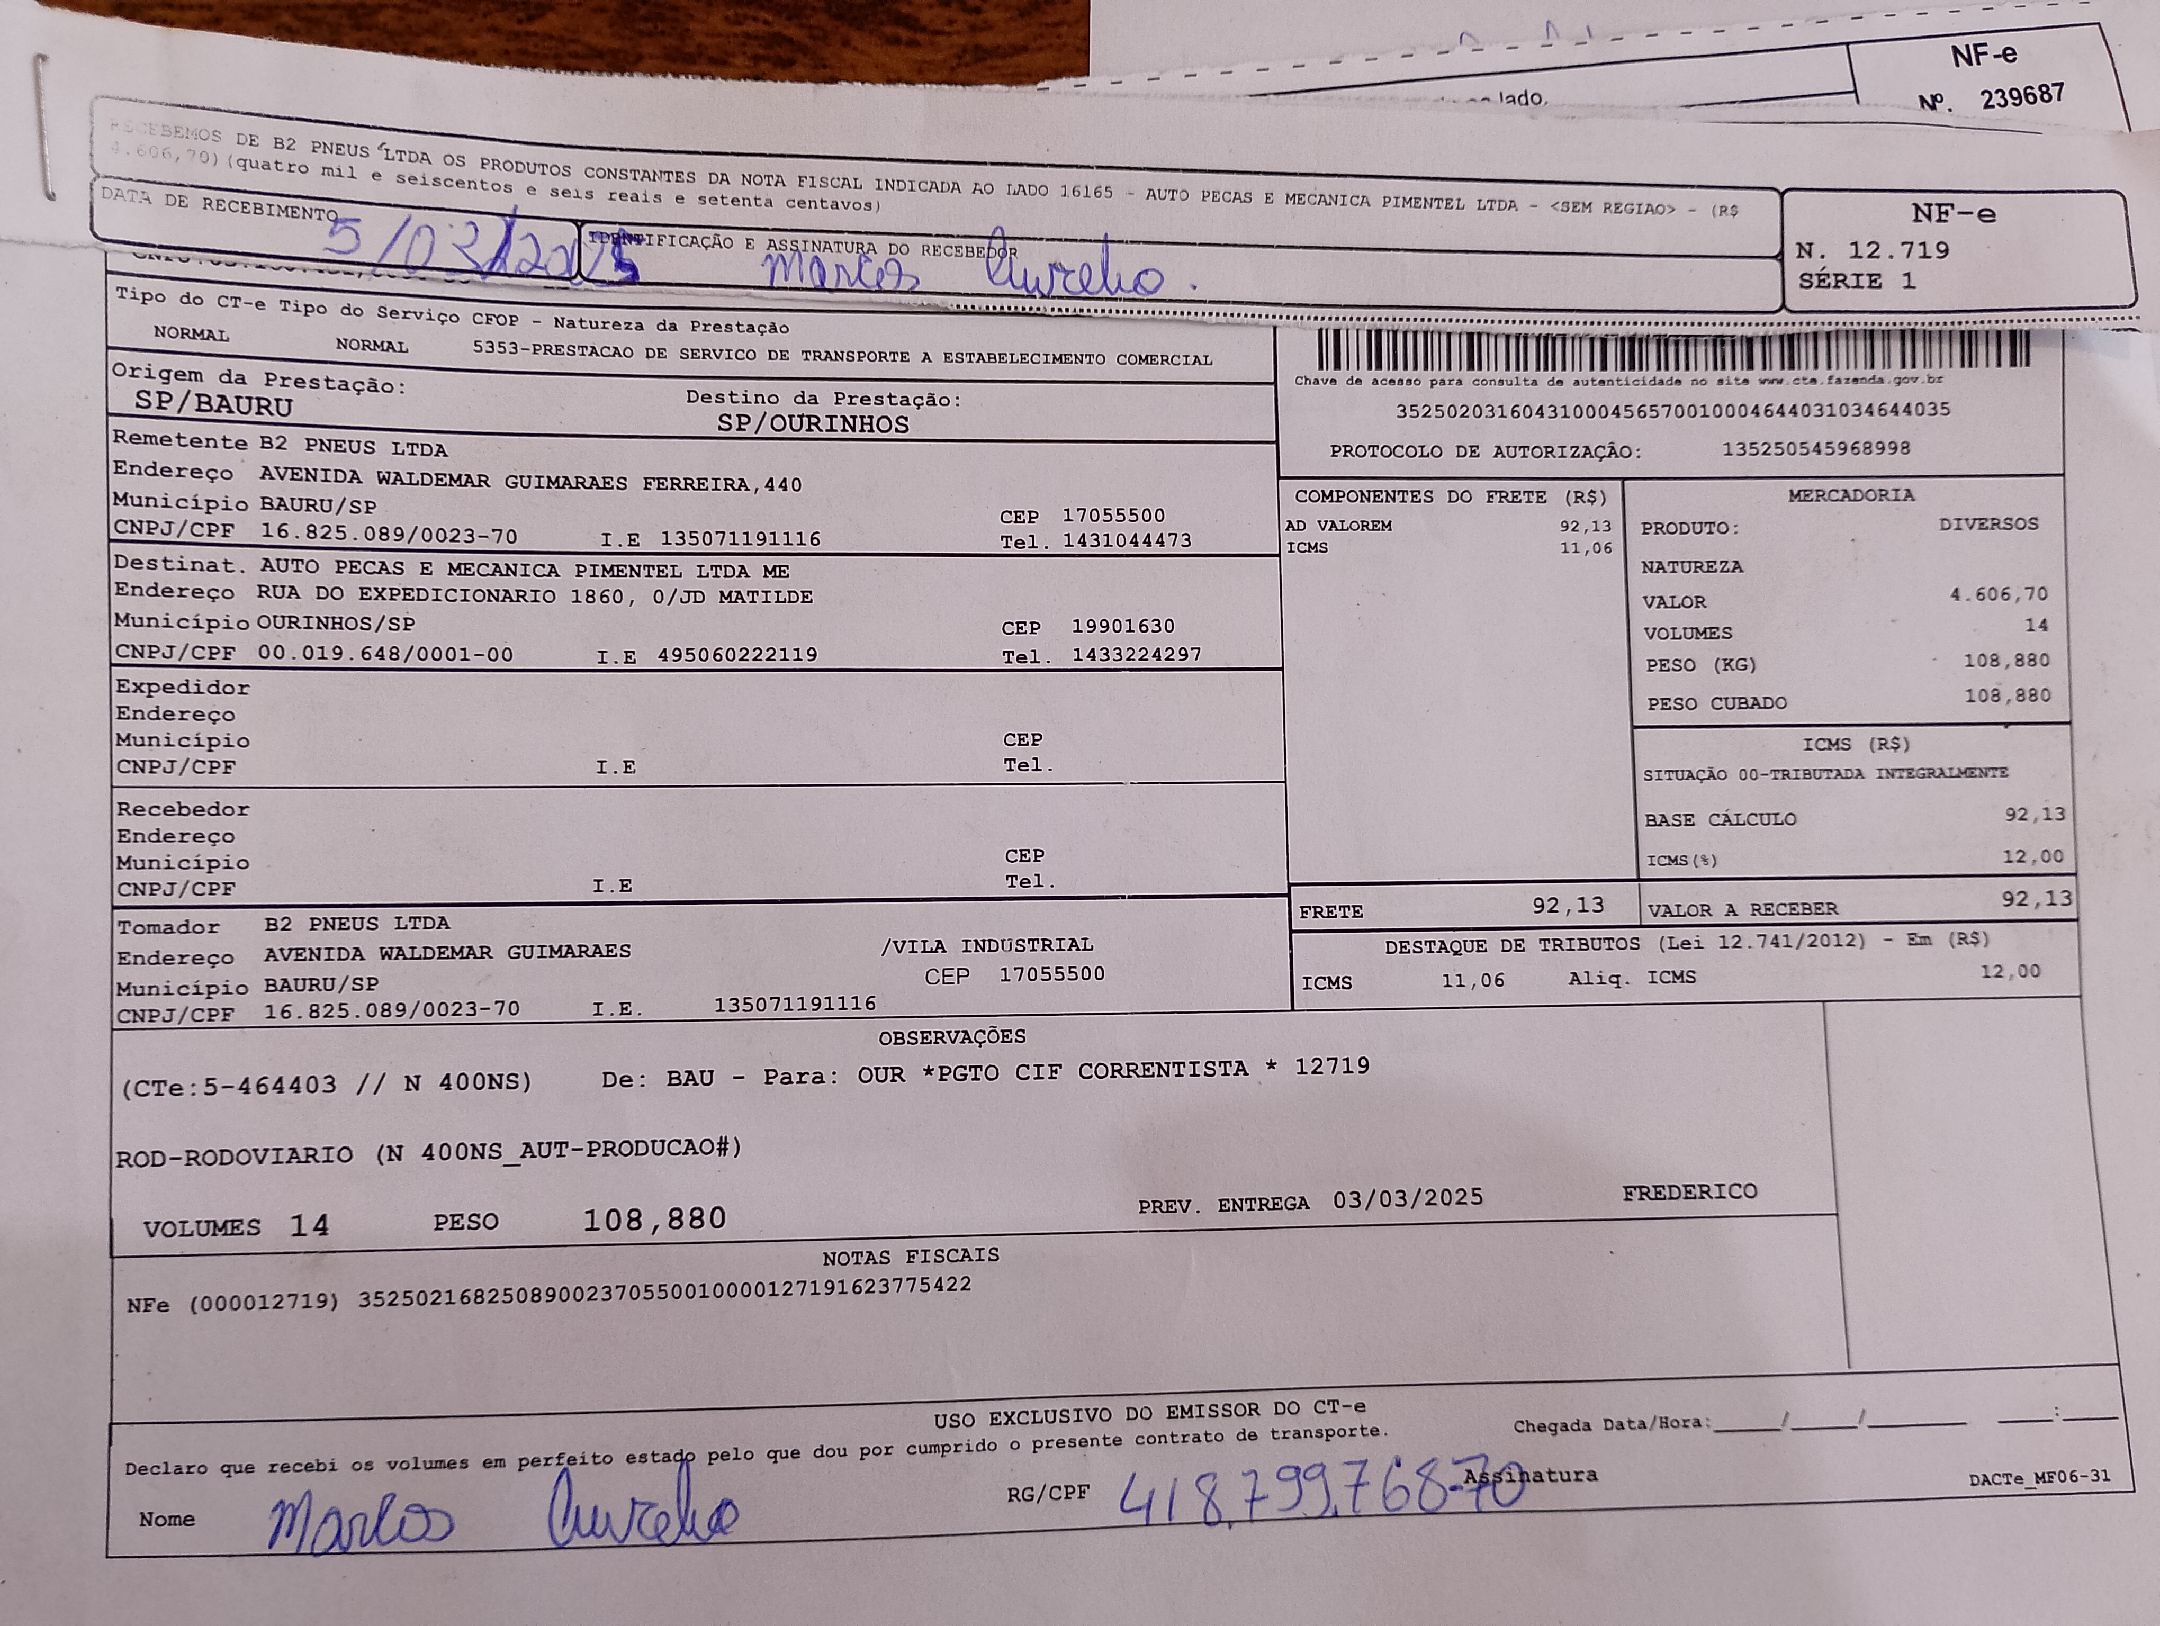 NF-e
lado.
Nº. 239687
RECEBEMOS DE B2 PNEUS LTDA OS PRODUTOS CONSTANTES DA NOTA FISCAL INDICADA AO LADO 16165 - AUTO PECAS E MECANICA PIMENTEL LTDA - <SEM REGIAO> - (R$
4.606,70) (quatro mil e seiscentos e seis reais e setenta centavos)
DATA DE RECEBIMENTO
5/03/2025
IDENTIFICAÇÃO E ASSINATURA DO RECEBEDOR
Marcos Aurelio.
NF-e
N. 12.719
SÉRIE 1
Tipo do CT-e Tipo do Serviço CFOP - Natureza da Prestação
NORMAL NORMAL 5353-PRESTACAO DE SERVICO DE TRANSPORTE A ESTABELECIMENTO COMERCIAL
Origem da Prestação: Destino da Prestação:
SP/BAURU SP/OURINHOS
Chave de acesso para consulta de autenticidade no site www.cte.fazenda.gov.br
35250203160431000456570010004644031034644035
PROTOCOLO DE AUTORIZAÇÃO: 135250545968998
Remetente B2 PNEUS LTDA
Endereço AVENIDA WALDEMAR GUIMARAES FERREIRA,440
Município BAURU/SP CEP 17055500
CNPJ/CPF 16.825.089/0023-70 I.E 135071191116 Tel. 1431044473
Destinat. AUTO PECAS E MECANICA PIMENTEL LTDA ME
Endereço RUA DO EXPEDICIONARIO 1860, 0/JD MATILDE
Município OURINHOS/SP CEP 19901630
CNPJ/CPF 00.019.648/0001-00 I.E 495060222119 Tel. 1433224297
Expedidor
Endereço
Município CEP
CNPJ/CPF I.E Tel.
Recebedor
Endereço
Município CEP
CNPJ/CPF I.E Tel.
Tomador B2 PNEUS LTDA
Endereço AVENIDA WALDEMAR GUIMARAES /VILA INDUSTRIAL
Município BAURU/SP CEP 17055500
CNPJ/CPF 16.825.089/0023-70 I.E. 135071191116
COMPONENTES DO FRETE (R$)
AD VALOREM 92,13
ICMS 11,06
MERCADORIA
PRODUTO: DIVERSOS
NATUREZA
VALOR 4.606,70
VOLUMES 14
PESO (KG) 108,880
PESO CUBADO 108,880
ICMS (R$)
SITUAÇÃO 00-TRIBUTADA INTEGRALMENTE
BASE CÁLCULO 92,13
ICMS(%) 12,00
FRETE 92,13 VALOR A RECEBER 92,13
DESTAQUE DE TRIBUTOS (Lei 12.741/2012) - Em (R$)
ICMS 11,06 Aliq. ICMS 12,00
OBSERVAÇÕES
(CTe:5-464403 // N 400NS) De: BAU - Para: OUR *PGTO CIF CORRENTISTA * 12719
ROD-RODOVIARIO (N 400NS_AUT-PRODUCAO#)
VOLUMES 14 PESO 108,880 PREV. ENTREGA 03/03/2025 FREDERICO
NOTAS FISCAIS
NFe (000012719) 35250216825089002370550010000127191623775422
USO EXCLUSIVO DO EMISSOR DO CT-e
Declaro que recebi os volumes em perfeito estado pelo que dou por cumprido o presente contrato de transporte.
Chegada Data/Hora:_____/_____/_______ ____:____
Nome Marcos Aurelio RG/CPF 418.799.768-70 Assinatura
DACTe_MF06-31